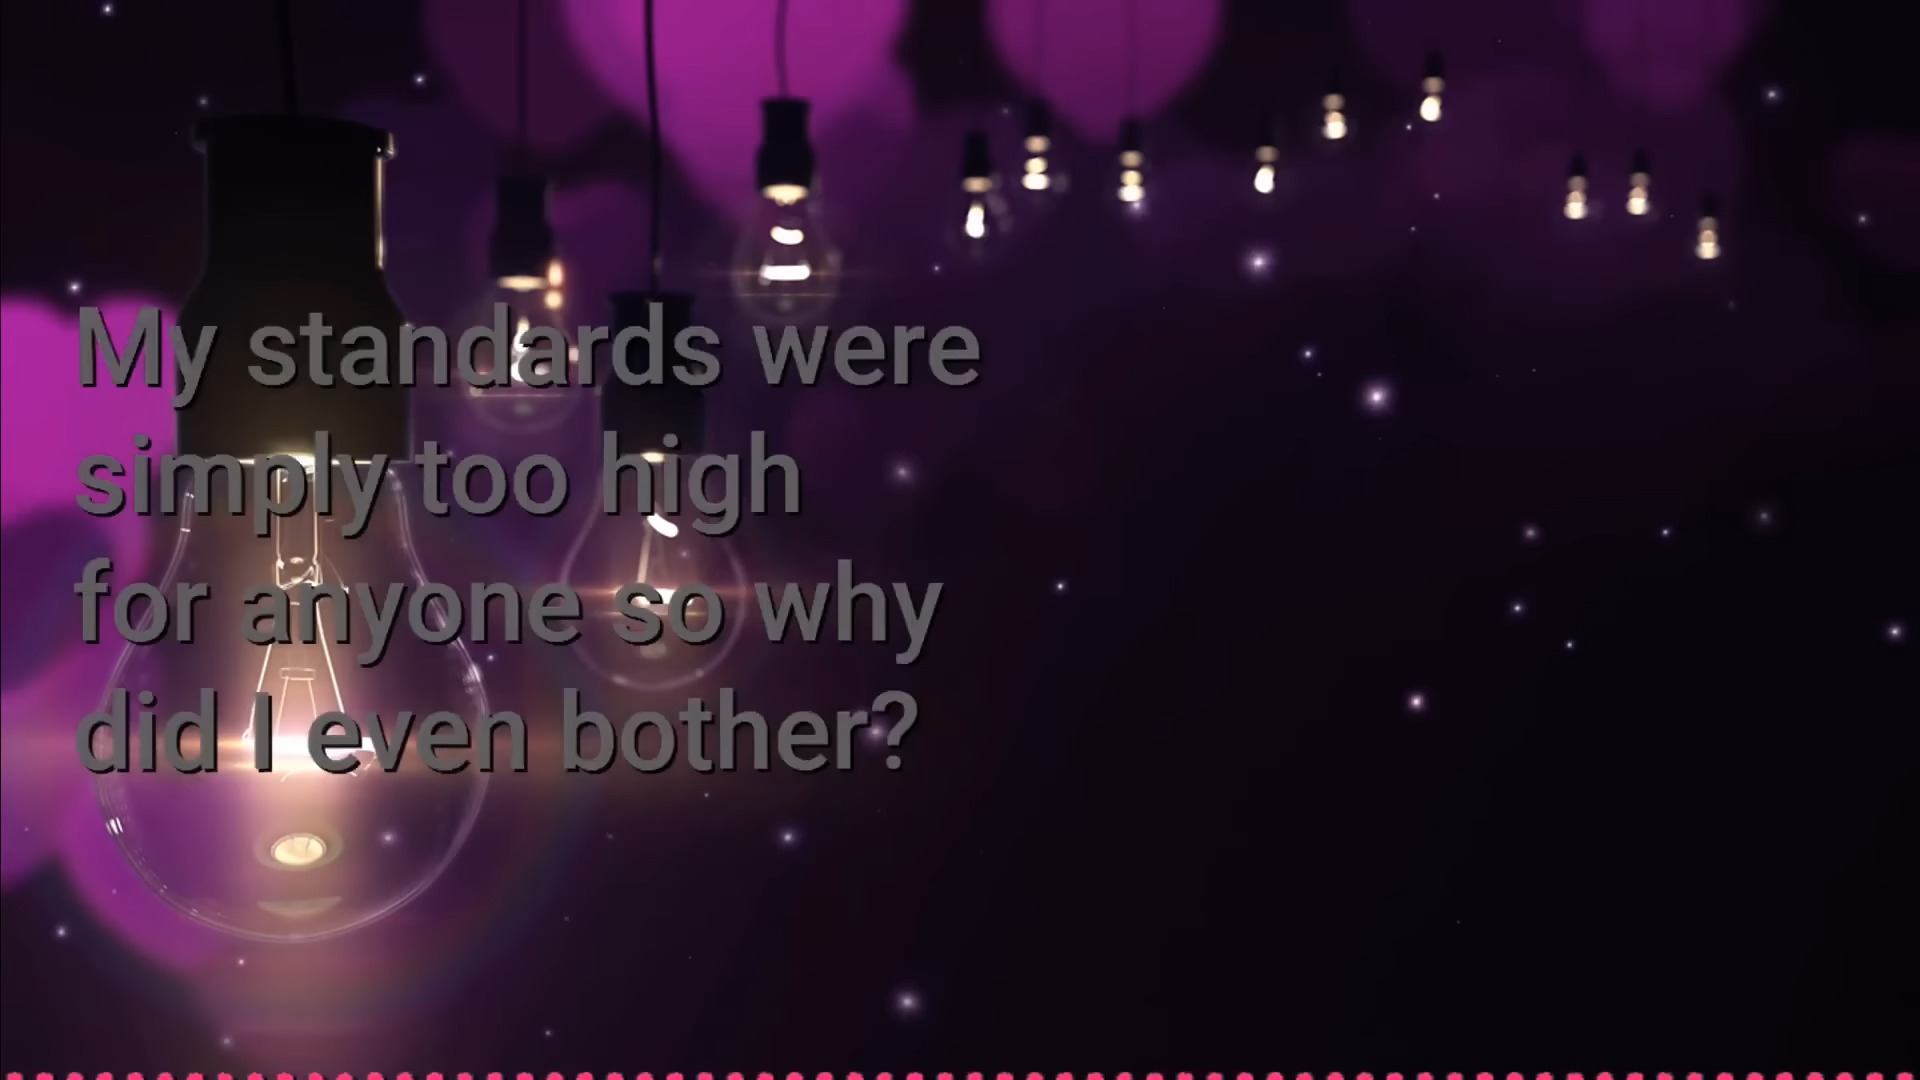 My standards were
simply too high
for anyone so why
did I even bother?